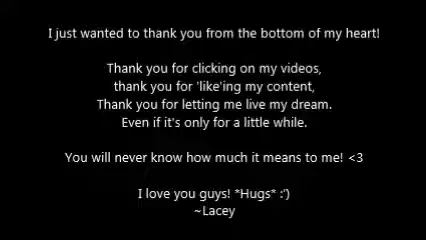 I just wanted to thank you from the bottom of my heart!
Thank you for clicking on my videos,
thank you for 'like'ing my content,
Thank you for letting me live my dream.
Even if it's only for a little while.
You will never know how much it means to me! <3
I love you guys! *Hugs* :')
~Lacey